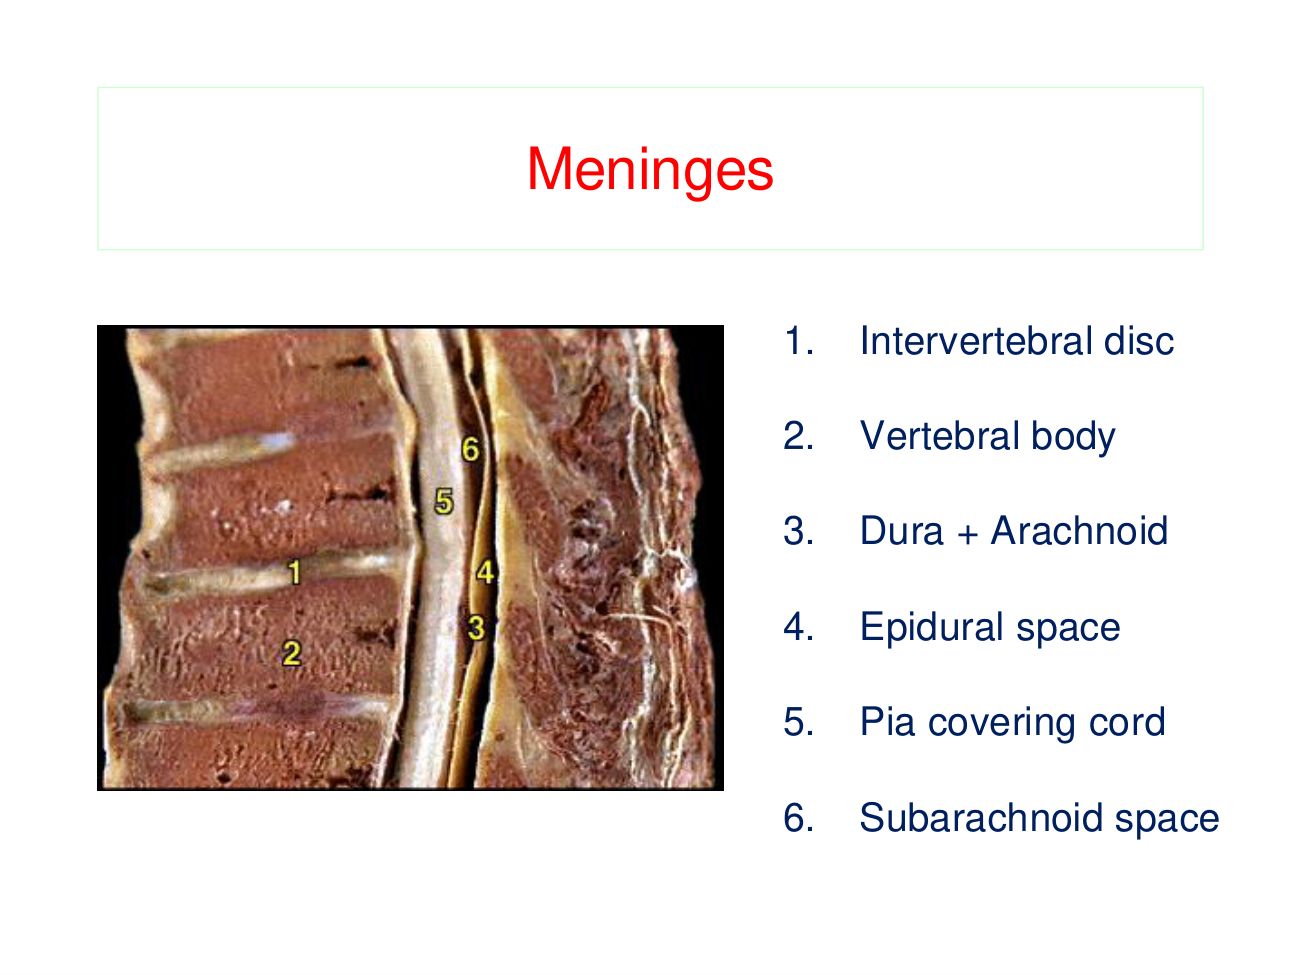 Meninges
6
5
1
4
3
2
1. Intervertebral disc
2. Vertebral body
3. Dura + Arachnoid
4. Epidural space
5. Pia covering cord
6. Subarachnoid space